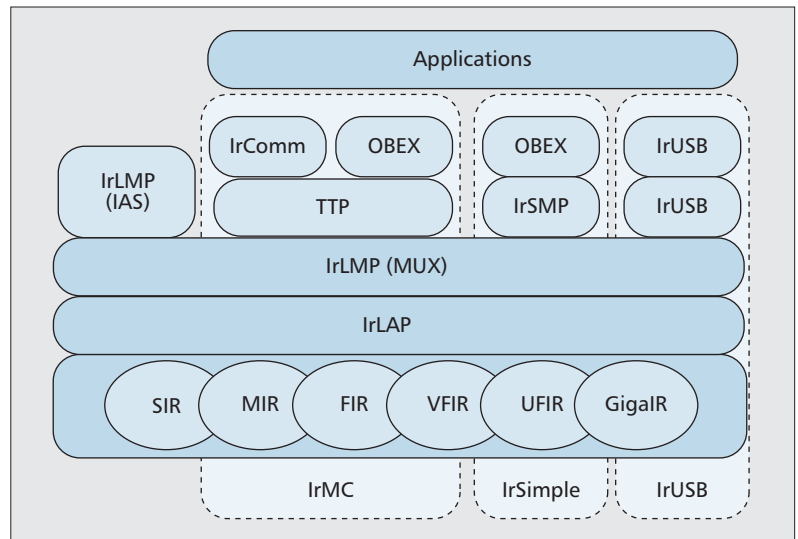 Applications
IrComm
OBEX
OBEX
IrUSB
IrLMP
(IAS)
TTP
IrSMP
IrUSB
IrLMP (MUX)
IrLAP
SIR
MIR
FIR
VFIR
UFIR
GigaIR
IrMC
IrSimple
IrUSB